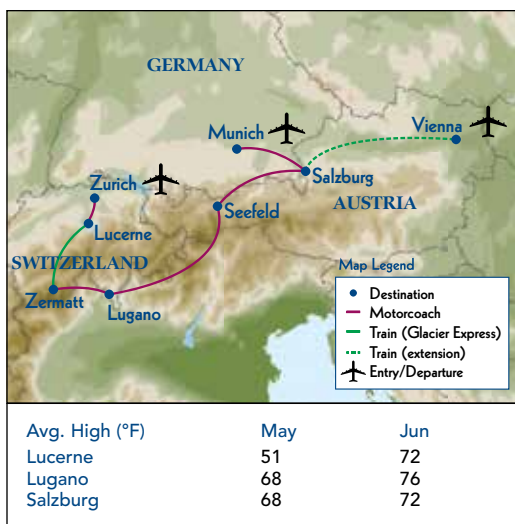 GERMANY
Munich
Vienna
Zurich
Salzburg
Seefeld
AUSTRIA
Lucerne
SWITZERLAND
Zermatt
Lugano
Map Legend
Destination
Motorcoach
Train (Glacier Express)
Train (extension)
Entry/Departure
Avg. High (°F) May Jun
Lucerne 51 72
Lugano 68 76
Salzburg 68 72